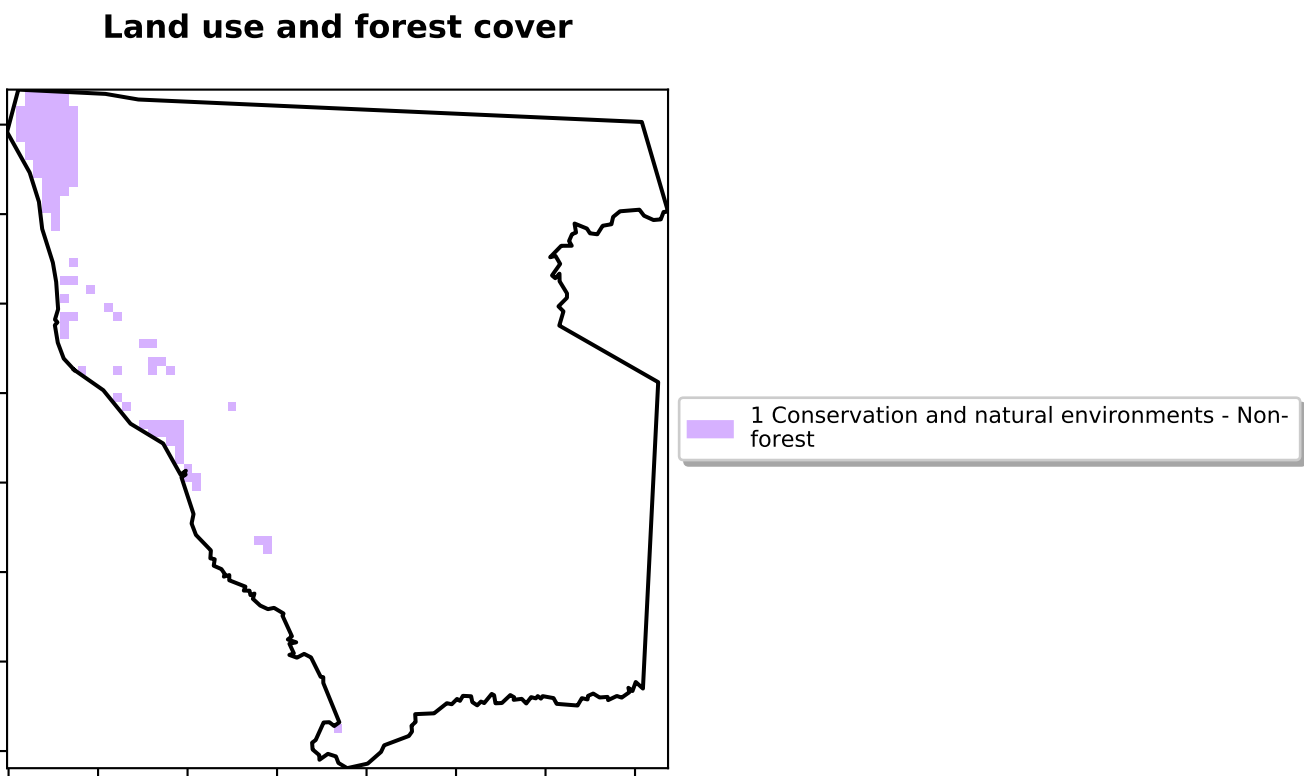 Land use and forest cover
1 Conservation and natural environments - Non-
forest